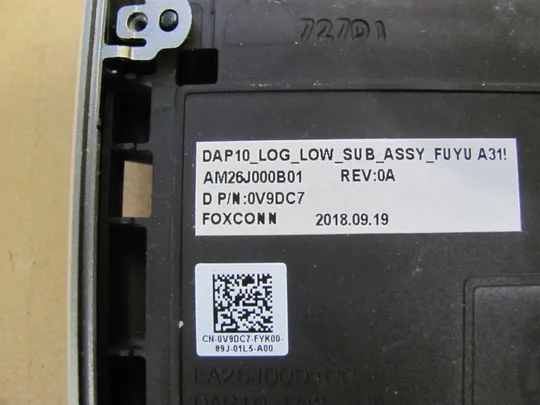 727D1
DAP10_LOG_LOW_SUB_ASSY_FUYU A31!
AM26J000B01 REV:0A
D P/N:0V9DC7
FOXCONN 2018.09.19
CN-0V9DC7-FYK00-
89J-01L5-A00